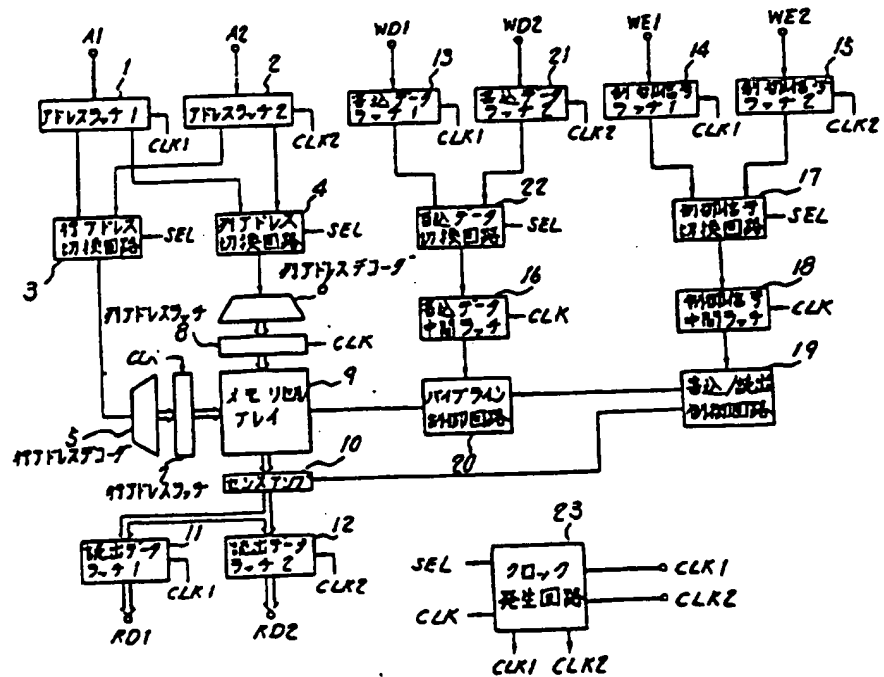 A1
A2
WD1
WD2
WE1
WE2
1
2
13
21
14
15
アドレスラッチ 1
アドレスラッチ 2
書込データ
ラッチ 1
書込データ
ラッチ 2
制御信号
ラッチ 1
制御信号
ラッチ 2
CLK1
CLK2
CLK1
CLK2
CLK1
CLK2
3
4
22
17
行アドレス
切換回路
SEL
列アドレス
切換回路
SEL
書込データ
切換回路
SEL
制御信号
切換回路
SEL
列アドレスデコーダ
6
列アドレスラッチ
8
CLK
16
書込データ
中間ラッチ
CLK
18
制御信号
中間ラッチ
CLK
5
行アドレスデコーダ
7
行アドレスラッチ
9
メモリセル
アレイ
パイプライン
制御回路
20
19
書込/読出
制御回路
10
センスアンプ
11
読出データ
ラッチ 1
CLK1
12
読出データ
ラッチ 2
CLK2
RD1
RD2
23
SEL
CLK
クロック
発生回路
CLK1
CLK2
CLK1
CLK2